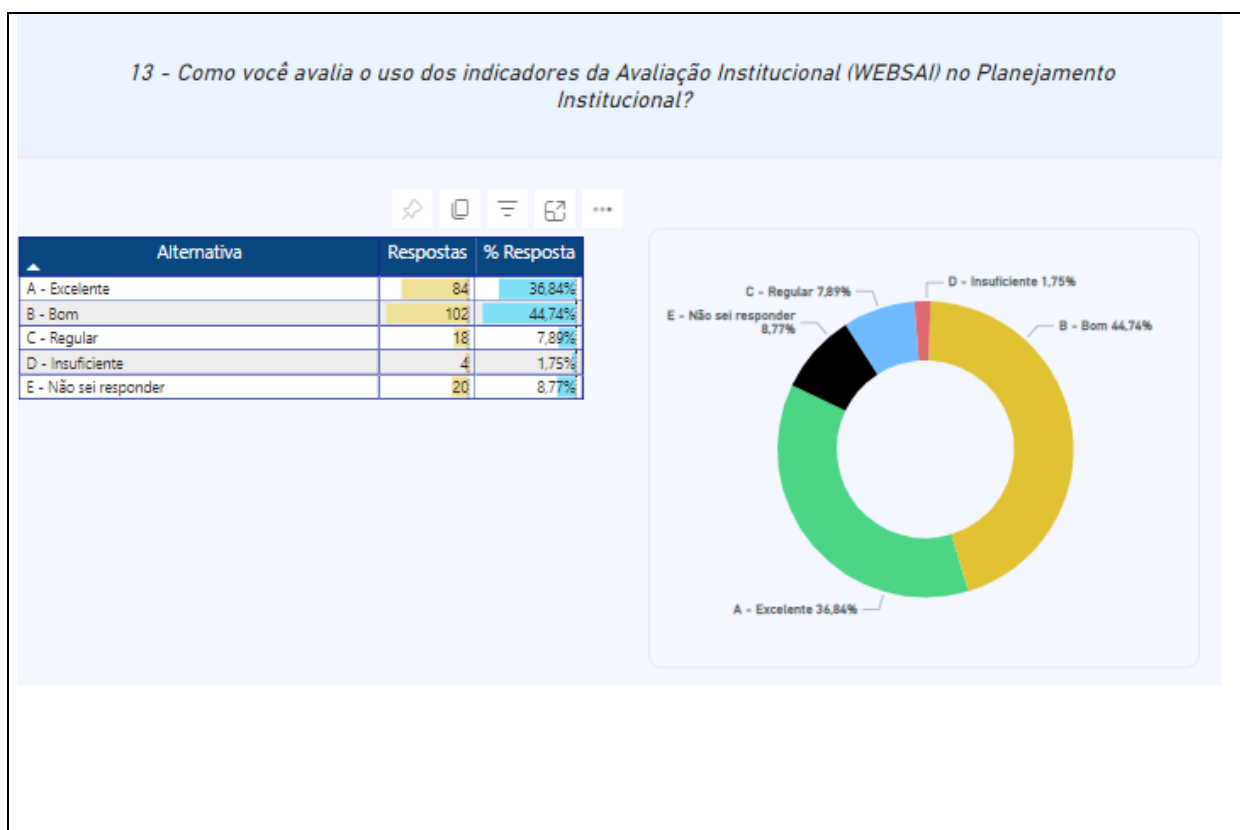 13 - Como você avalia o uso dos indicadores da Avaliação Institucional (WEBSAI) no Planejamento
Institucional?
Alternativa Respostas % Resposta
A - Excelente 84 36,84%
B - Bom 102 44,74%
C - Regular 18 7,89%
D - Insuficiente 4 1,75%
E - Não sei responder 20 8,77%
D - Insuficiente 1,75%
C - Regular 7,89%
E - Não sei responder
8,77%
B - Bom 44,74%
A - Excelente 36,84%